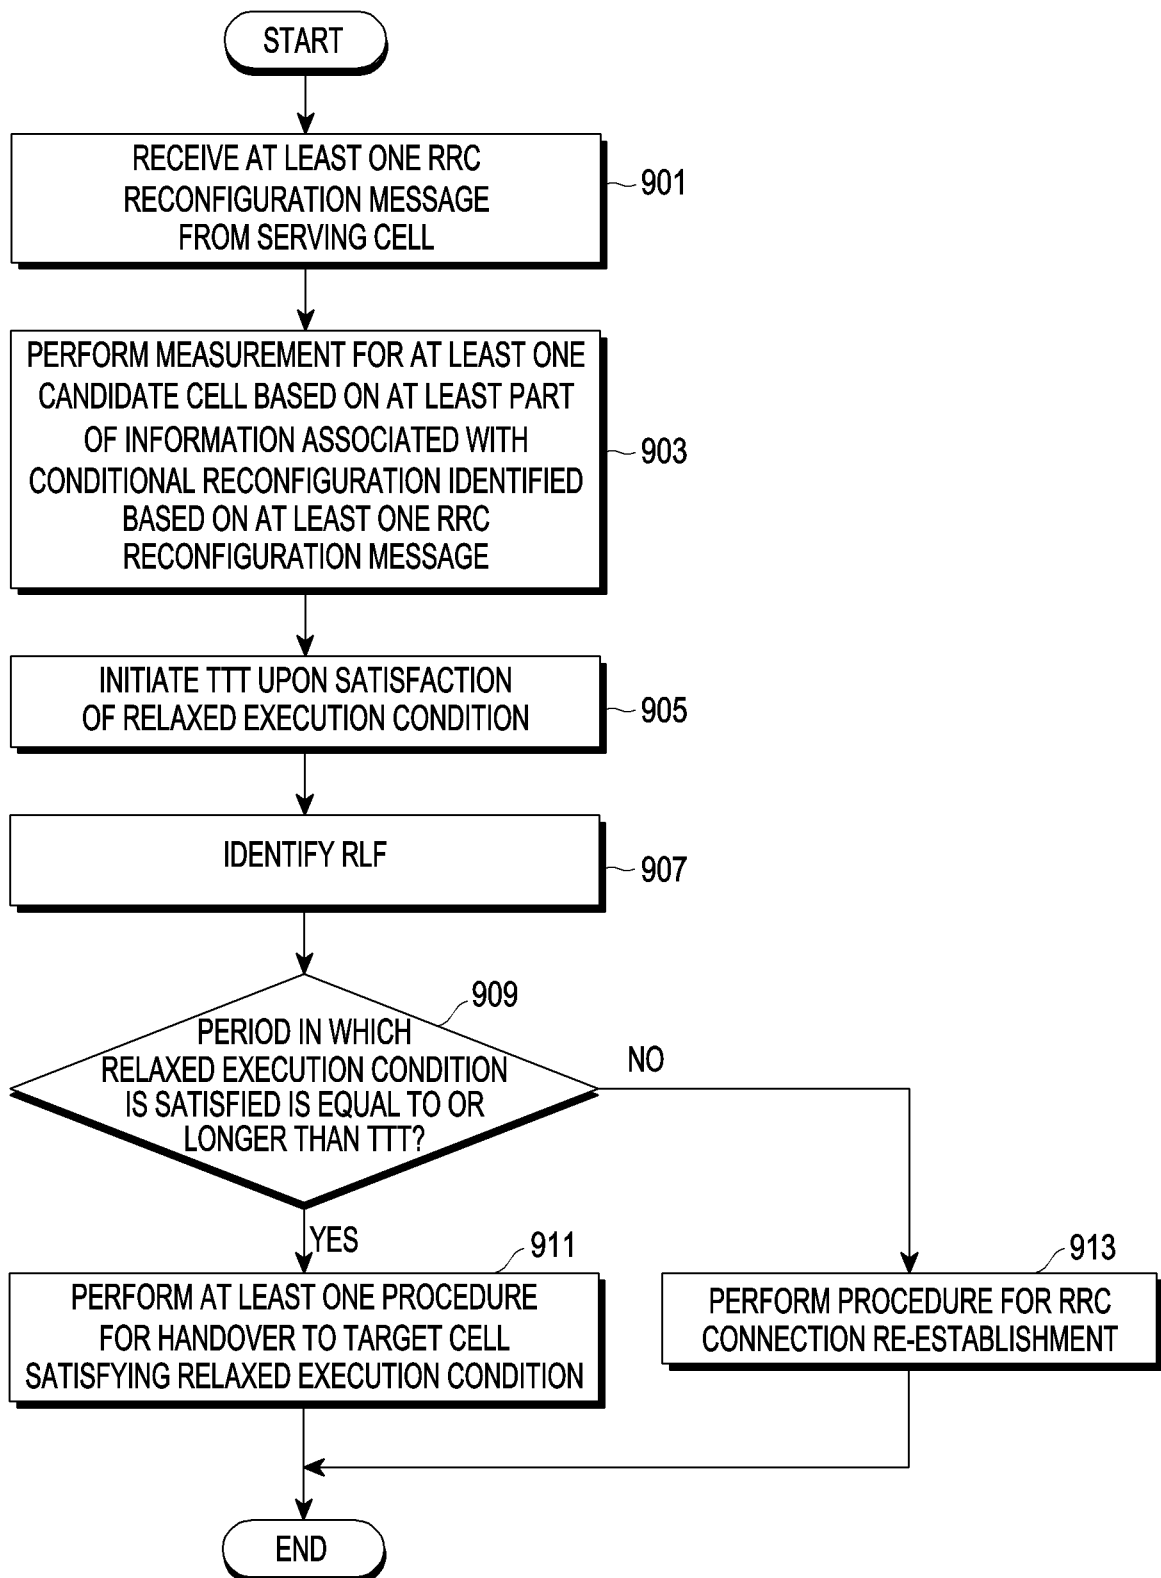 START
RECEIVE AT LEAST ONE RRC
RECONFIGURATION MESSAGE
FROM SERVING CELL
901
PERFORM MEASUREMENT FOR AT LEAST ONE
CANDIDATE CELL BASED ON AT LEAST PART
OF INFORMATION ASSOCIATED WITH
CONDITIONAL RECONFIGURATION IDENTIFIED
BASED ON AT LEAST ONE RRC
RECONFIGURATION MESSAGE
903
INITIATE TTT UPON SATISFACTION
OF RELAXED EXECUTION CONDITION
905
IDENTIFY RLF
907
909
PERIOD IN WHICH
RELAXED EXECUTION CONDITION
IS SATISFIED IS EQUAL TO OR
LONGER THAN TTT?
NO
YES
911
PERFORM AT LEAST ONE PROCEDURE
FOR HANDOVER TO TARGET CELL
SATISFYING RELAXED EXECUTION CONDITION
913
PERFORM PROCEDURE FOR RRC
CONNECTION RE-ESTABLISHMENT
END